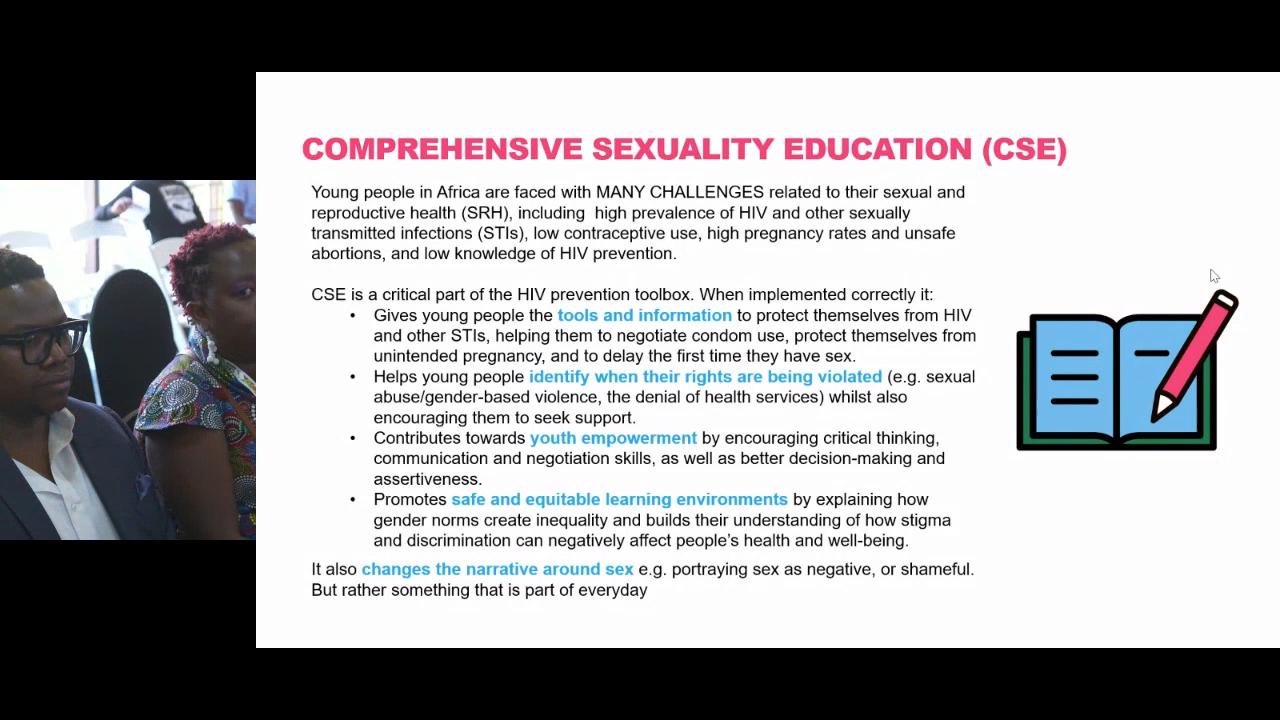 COMPREHENSIVE SEXUALITY EDUCATION (CSE)
Young people in Africa are faced with MANY CHALLENGES related to their sexual and
reproductive health (SRH), including  high prevalence of HIV and other sexually
transmitted infections (STIs), low contraceptive use, high pregnancy rates and unsafe
abortions, and low knowledge of HIV prevention.
CSE is a critical part of the HIV prevention toolbox. When implemented correctly it:
• Gives young people the tools and information to protect themselves from HIV
and other STIs, helping them to negotiate condom use, protect themselves from
unintended pregnancy, and to delay the first time they have sex.
• Helps young people identify when their rights are being violated (e.g. sexual
abuse/gender-based violence, the denial of health services) whilst also
encouraging them to seek support.
• Contributes towards youth empowerment by encouraging critical thinking,
communication and negotiation skills, as well as better decision-making and
assertiveness.
• Promotes safe and equitable learning environments by explaining how
gender norms create inequality and builds their understanding of how stigma
and discrimination can negatively affect people's health and well-being.
It also changes the narrative around sex e.g. portraying sex as negative, or shameful.
But rather something that is part of everyday